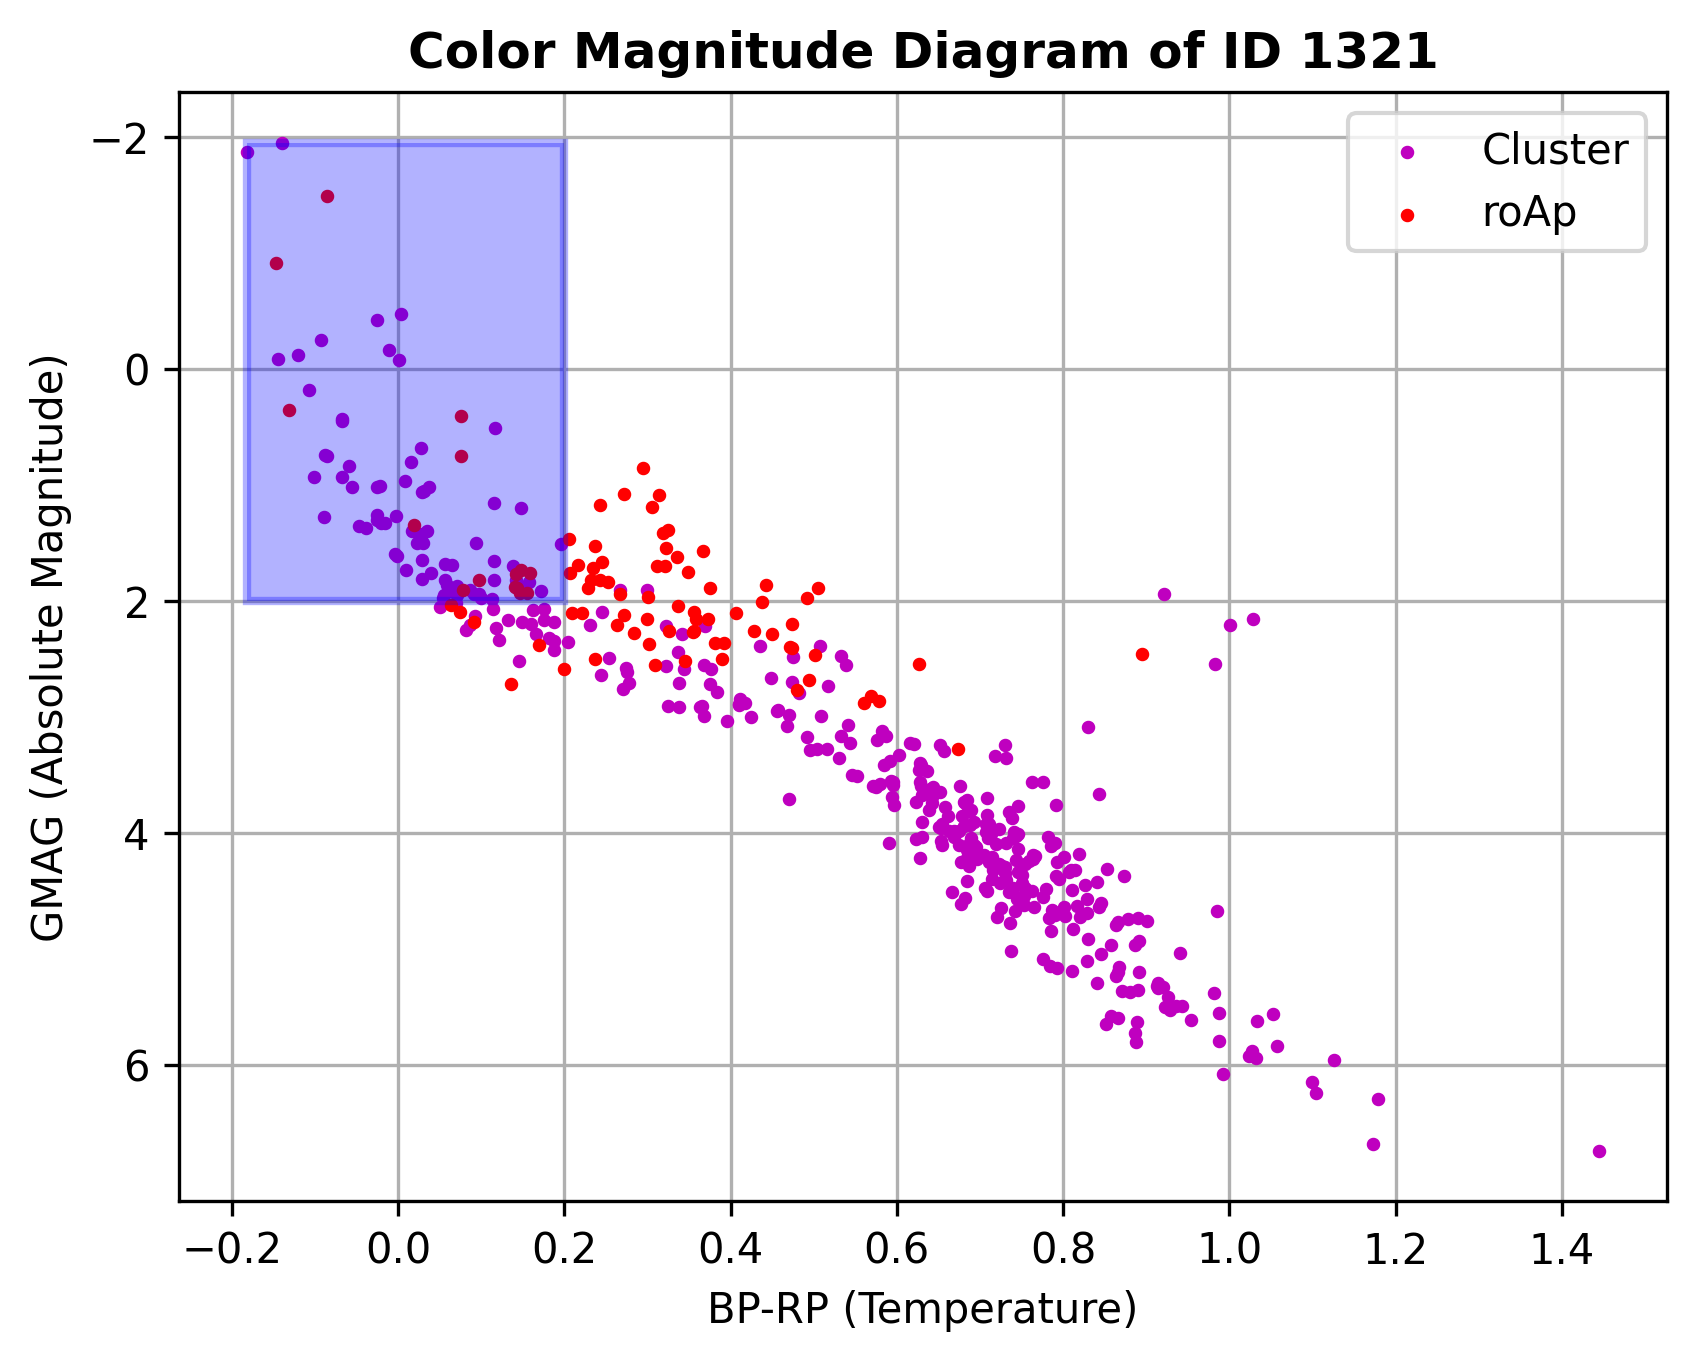 Color Magnitude Diagram of ID 1321
Cluster
roAp
−2
0
2
4
6
GMAG (Absolute Magnitude)
−0.2 0.0 0.2 0.4 0.6 0.8 1.0 1.2 1.4
BP-RP (Temperature)